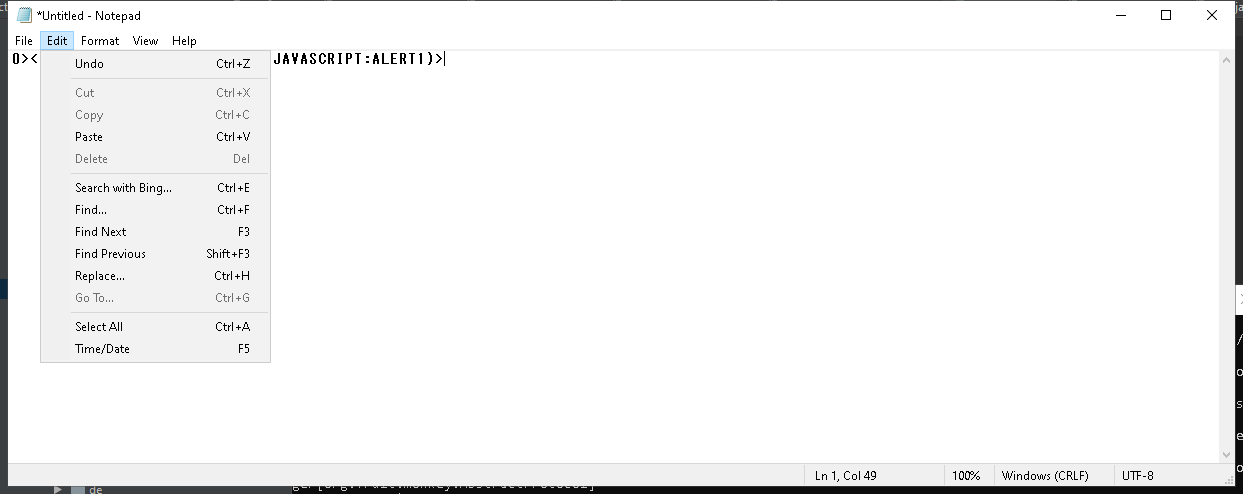 *Untitled - Notepad
File Edit Format View Help
0>< JAVASCRIPT:ALERT1)>
Undo Ctrl+Z
Cut Ctrl+X
Copy Ctrl+C
Paste Ctrl+V
Delete Del
Search with Bing... Ctrl+E
Find... Ctrl+F
Find Next F3
Find Previous Shift+F3
Replace... Ctrl+H
Go To... Ctrl+G
Select All Ctrl+A
Time/Date F5
Ln 1, Col 49 100% Windows (CRLF) UTF-8
de